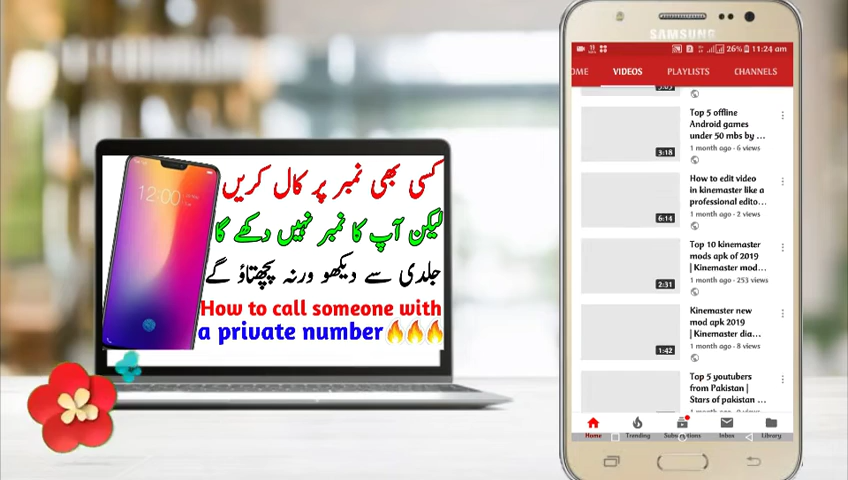 کسی بھی نمبر پر کال کریں
لیکن آپ کا نمبر نہیں دکھے گا
جلدی سے دیکھو ورنہ پچھتاؤ گے
How to call someone with
a private number🔥🔥🔥
12:00
SAMSUNG
26% 11:24 am
OME VIDEOS PLAYLISTS CHANNELS
3:05
Top 5 offline
Android games
under 50 mbs by ...
1 month ago · 6 views
3:18
How to edit video
in kinemaster like a
professional edito...
1 month ago · 2 views
6:14
Top 10 kinemaster
mods apk of 2019
| Kinemaster mod...
1 month ago · 253 views
2:31
Kinemaster new
mod apk 2019
| Kinemaster dia...
1 month ago · 8 views
1:42
Top 5 youtubers
from Pakistan |
Stars of pakistan ...
Home Trending Subscriptions Inbox Library